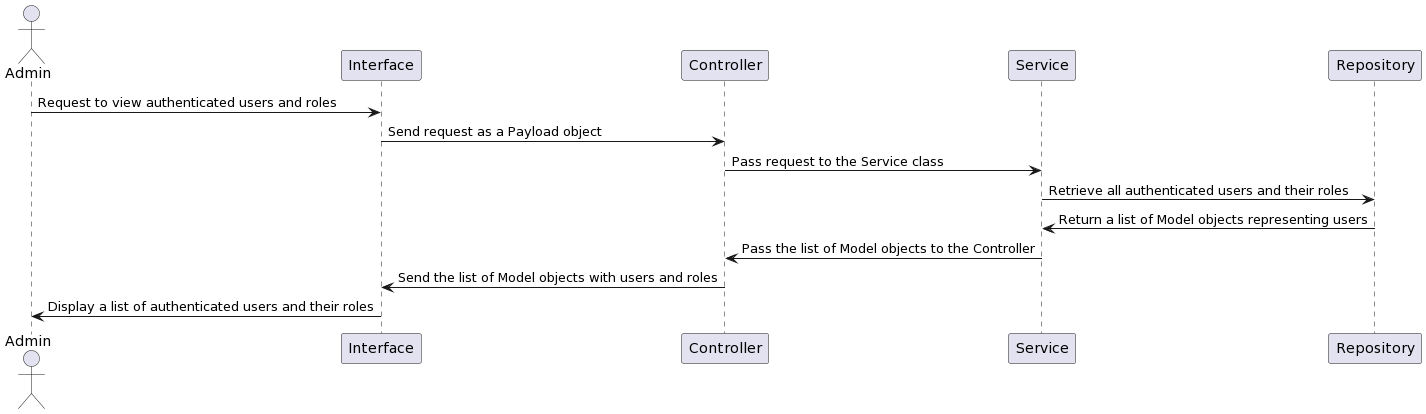 Admin
Interface
Controller
Service
Repository
Request to view authenticated users and roles
Send request as a Payload object
Pass request to the Service class
Retrieve all authenticated users and their roles
Return a list of Model objects representing users
Pass the list of Model objects to the Controller
Send the list of Model objects with users and roles
Display a list of authenticated users and their roles
Admin
Interface
Controller
Service
Repository